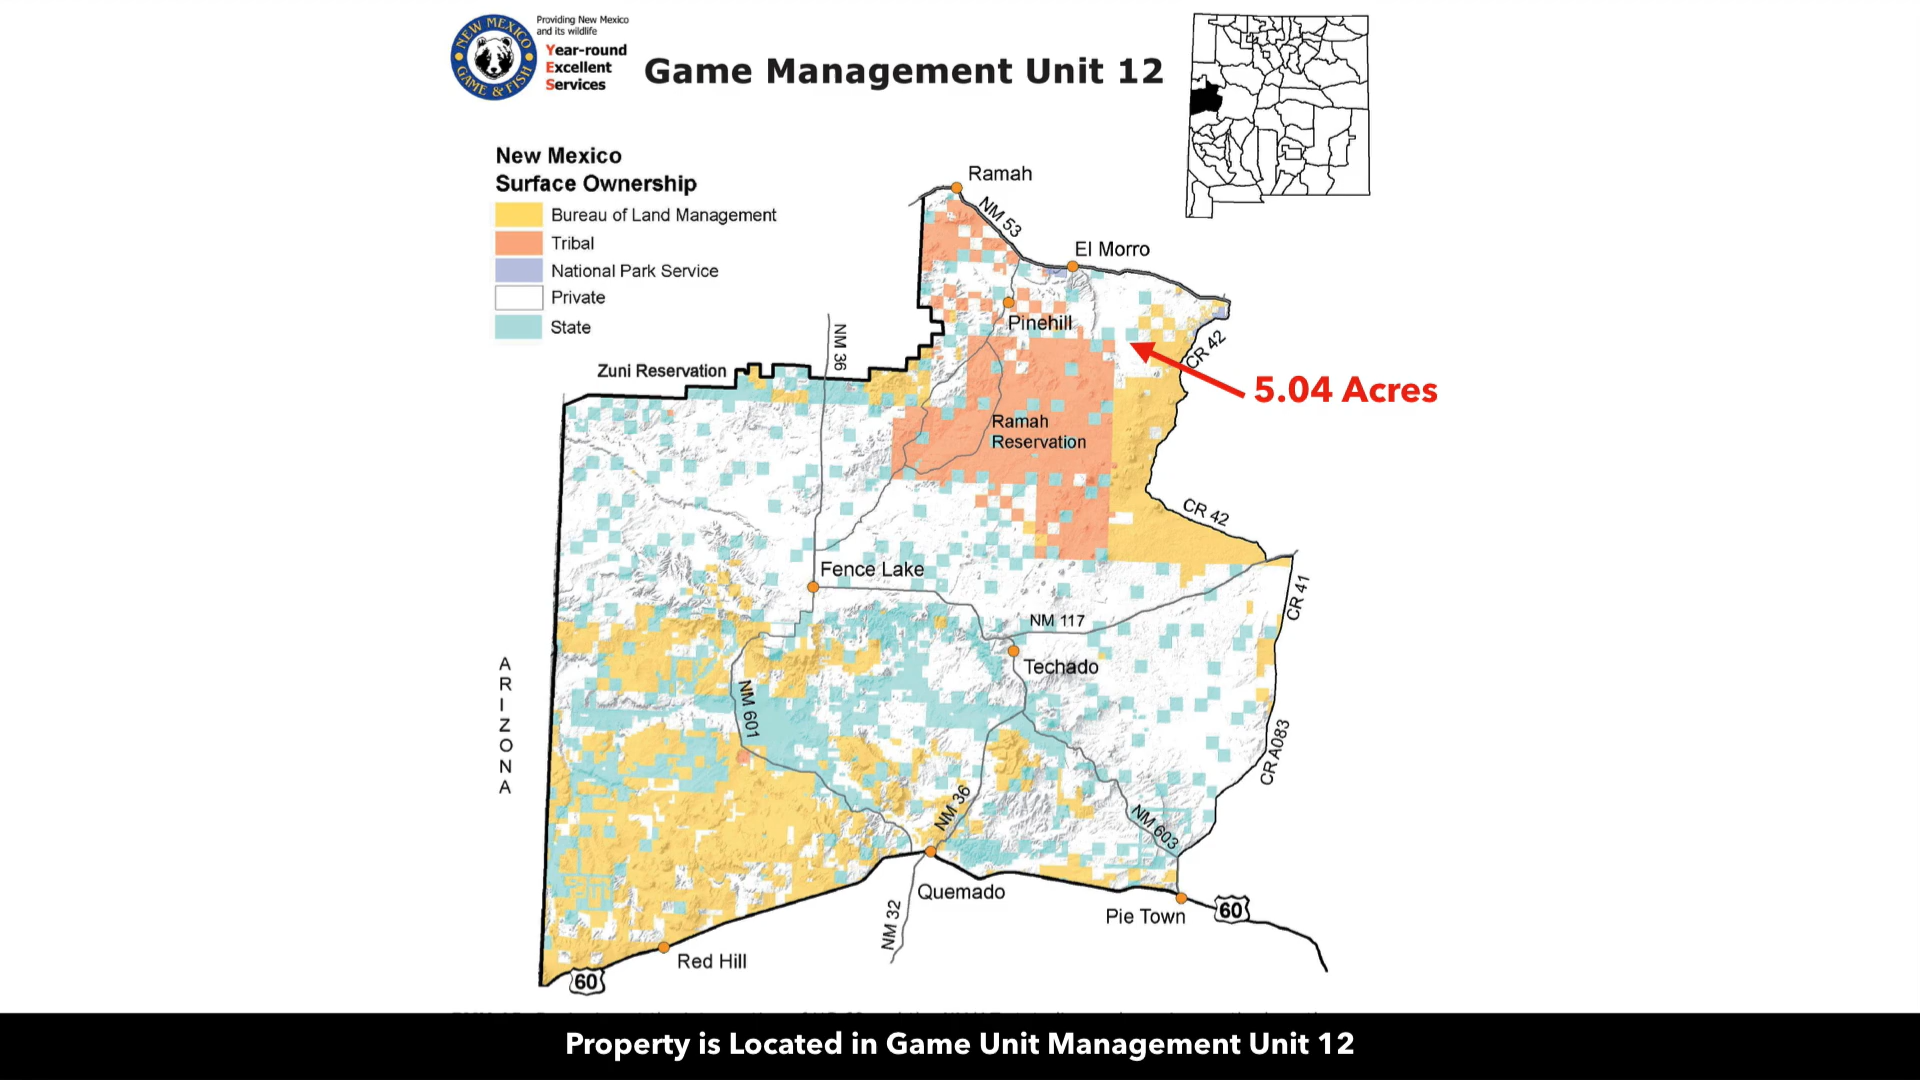 NEW MEXICO
GAME & FISH
Providing New Mexico
and its wildlife
Year-round
Excellent
Services
Game Management Unit 12
New Mexico
Surface Ownership
Bureau of Land Management
Tribal
National Park Service
Private
State
Ramah
NM 53
El Morro
Pinehill
NM 36
CR 42
Zuni Reservation
5.04 Acres
Ramah
Reservation
CR 42
Fence Lake
CR 41
NM 117
Techado
ARIZONA
NM 601
CR A083
NM 36
NM 603
Quemado
Pie Town
60
NM 32
Red Hill
60
Property is Located in Game Unit Management Unit 12